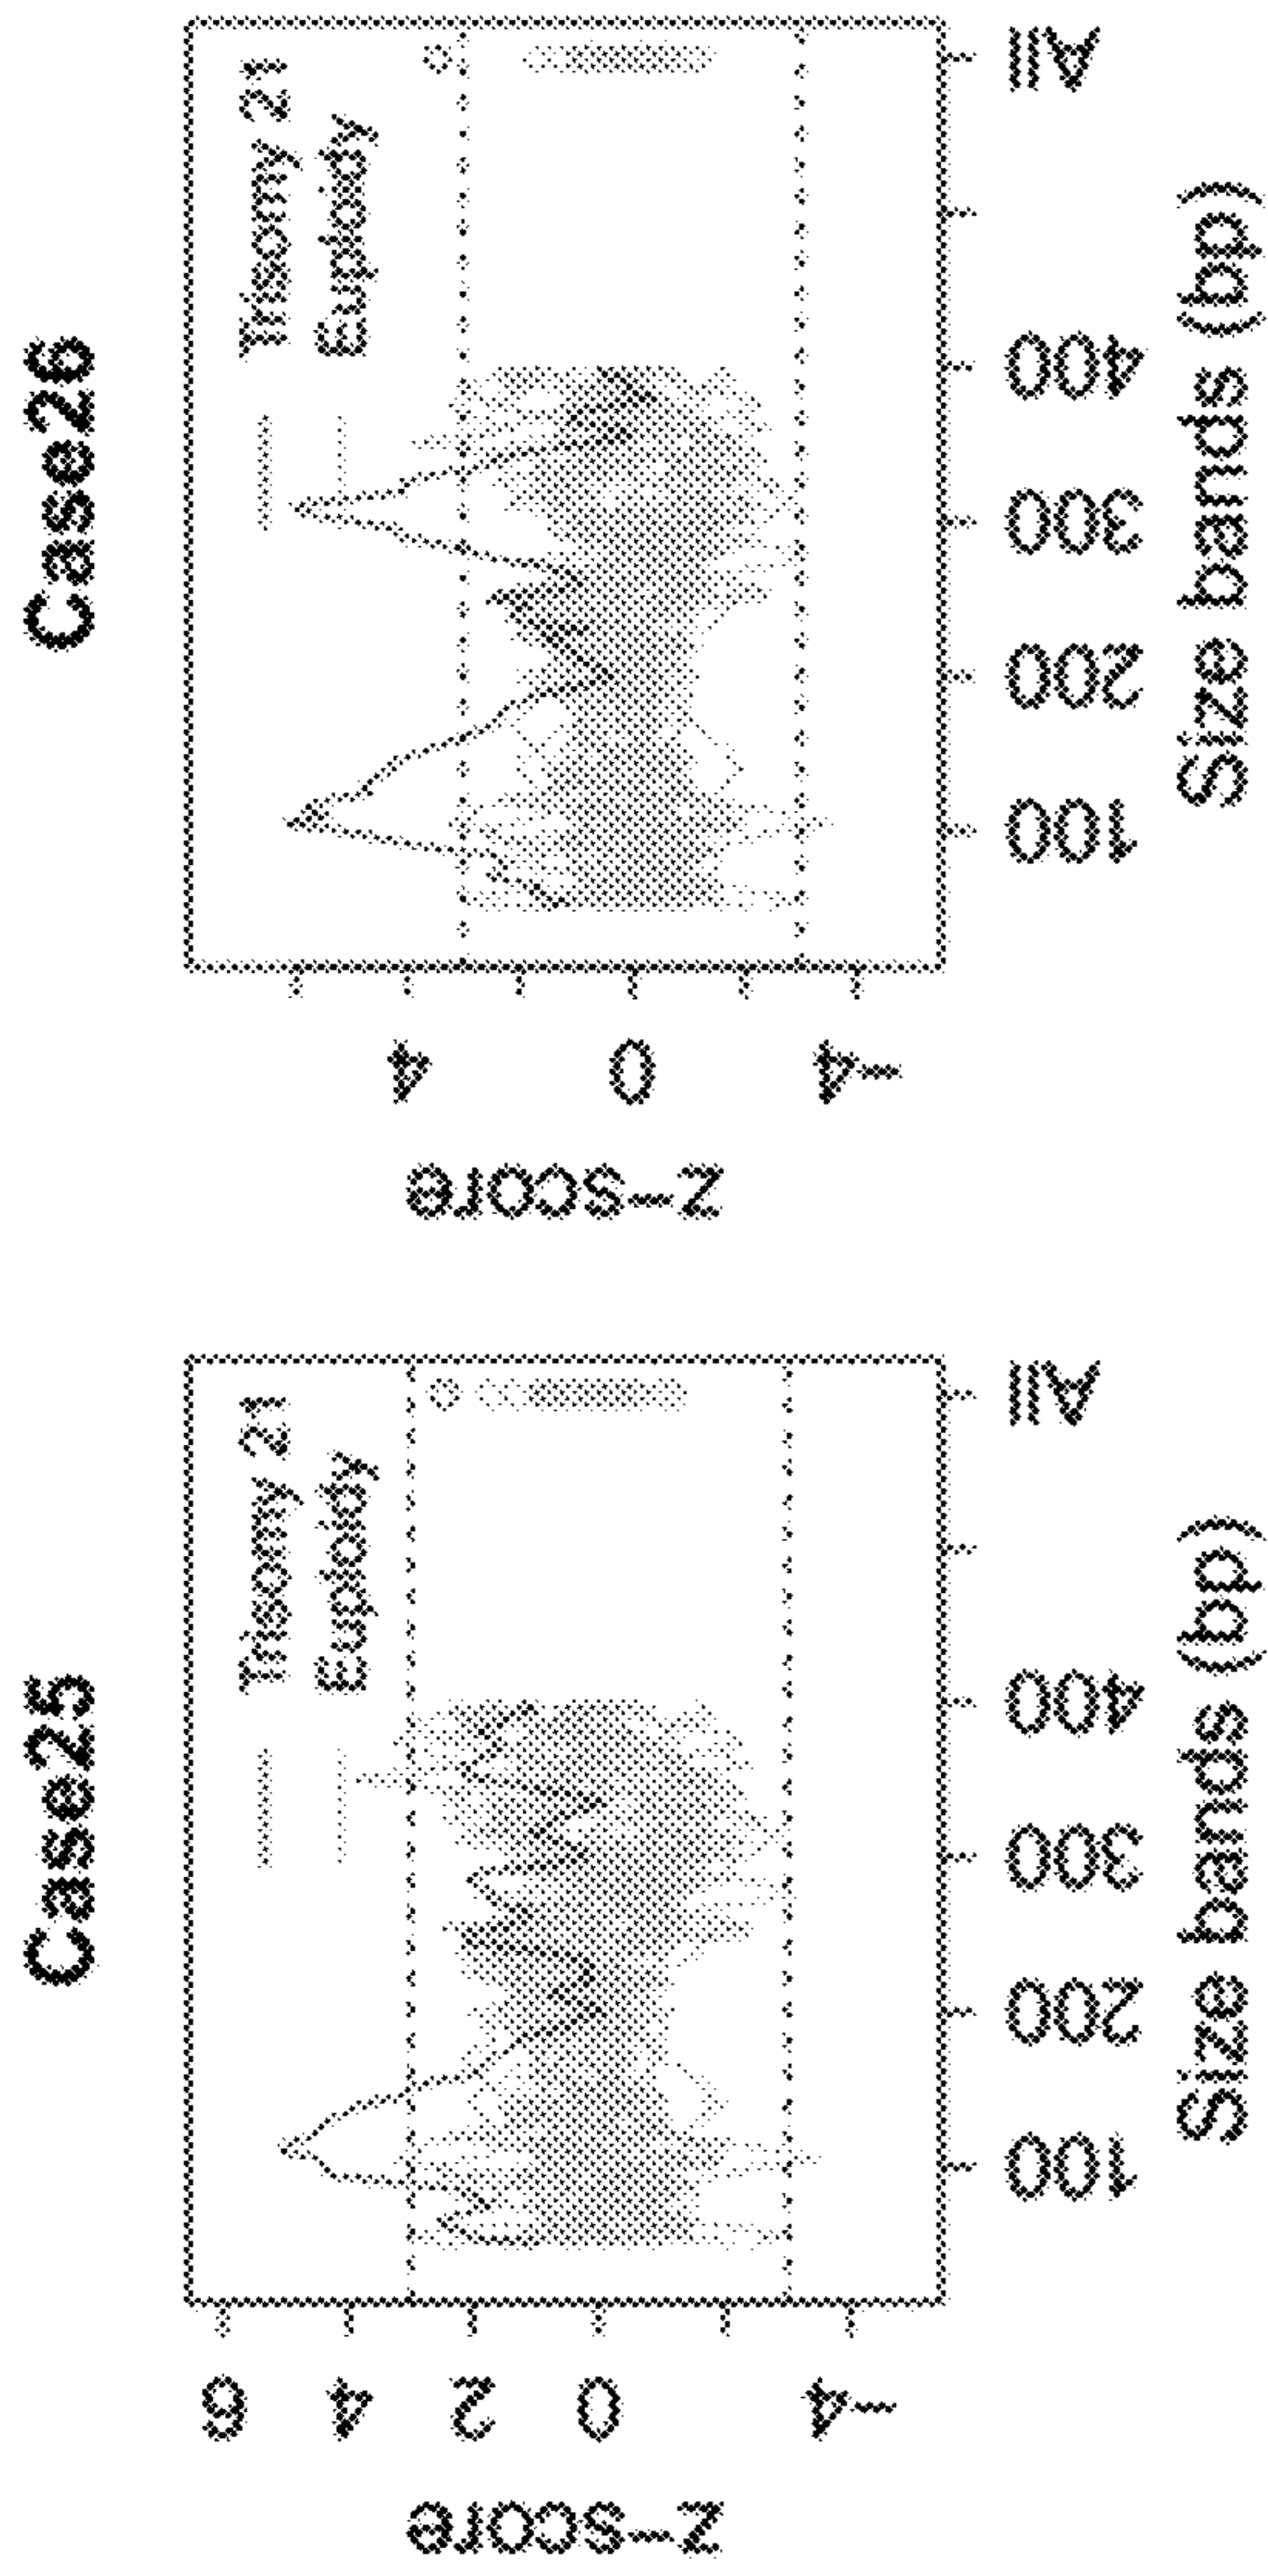 Case25
Trisomy 21
Euploidy
6
4
2
0
-4
z-score
100
200
300
400
All
Size bands (bp)
Case26
Trisomy 21
Euploidy
4
0
-4
z-score
100
200
300
400
All
Size bands (bp)